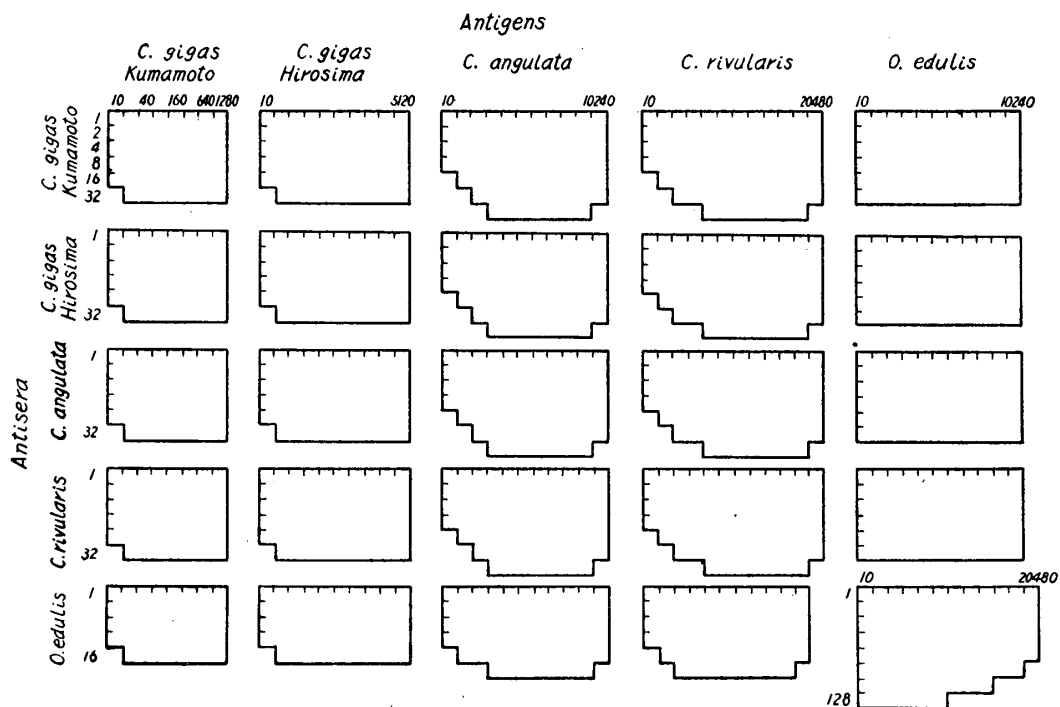 Antigens
C. gigas Kumamoto
C. gigas Hirosima
C. angulata
C. rivularis
O. edulis
10 40 160 640 1280
10 5120
10 10240
10 20480
10 10240
Antisera
C. gigas Kumamoto
1
2
4
8
16
32
C. gigas Hirosima
1
32
C. angulata
1
32
C. rivularis
1
32
O. edulis
1
16
10 20480
1
128